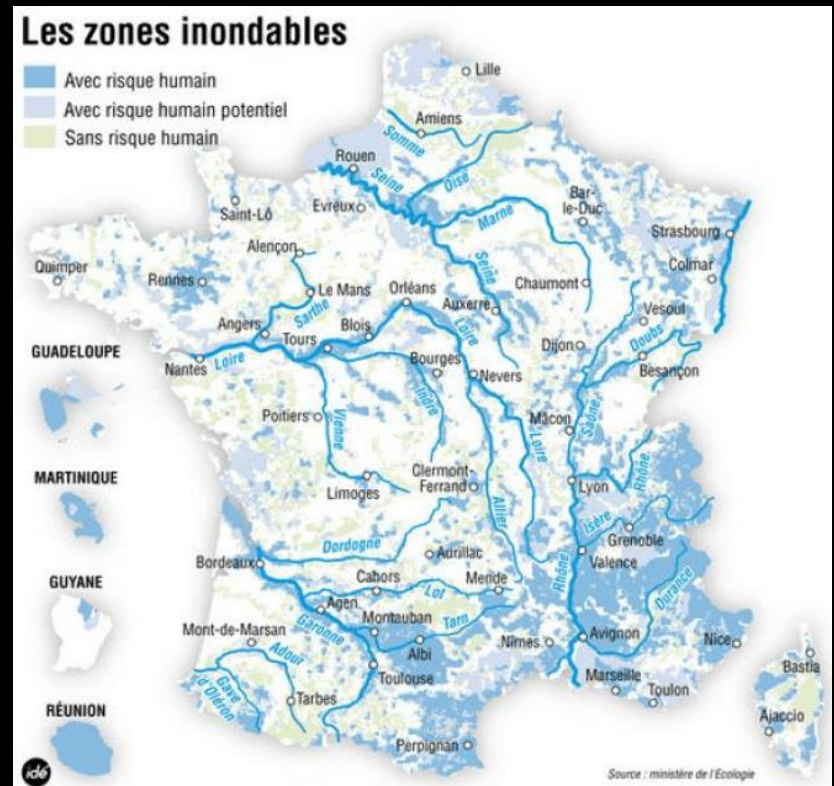 Les zones inondables
Avec risque humain
Avec risque humain potentiel
Sans risque humain
Lille
Amiens
Somme
Rouen
Oise
Seine
Evreux
Saint-Lô
Marne
Bar-
le-Duc
Strasbourg
Alençon
Seine
Chaumont
Colmar
Quimper
Rennes
Le Mans
Orléans
Auxerre
Vesoul
Sarthe
Angers
Tours
Blois
Loire
Dijon
Doubs
GUADELOUPE
Nantes
Loire
Bourges
Nevers
Besançon
Indre
Poitiers
Vienne
Mâcon
Saône
Loire
MARTINIQUE
Clermont-
Ferrand
Limoges
Allier
Lyon
Rhône
Isère
Grenoble
Dordogne
Aurillac
Bordeaux
Valence
GUYANE
Cahors
Lot
Mende
Rhône
Durance
Agen
Garonne
Montauban
Tarn
Mont-de-Marsan
Adour
Albi
Nîmes
Avignon
Nice
Toulouse
Marseille
Toulon
Bastia
Gave
d'Oléron
Tarbes
RÉUNION
Ajaccio
Perpignan
idé
Source : ministère de l'Ecologie